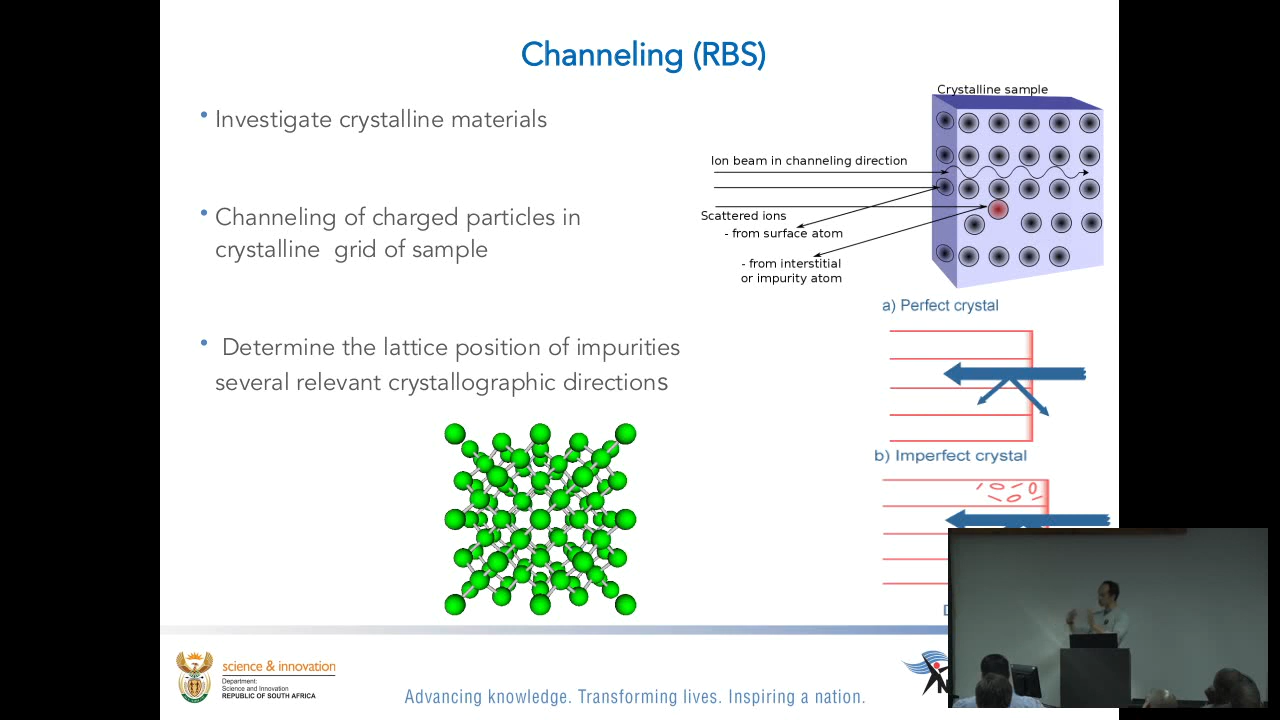 Channeling (RBS)
• Investigate crystalline materials
• Channeling of charged particles in
crystalline grid of sample
• Determine the lattice position of impurities
several relevant crystallographic directions
Crystalline sample
Ion beam in channeling direction
Scattered ions
- from surface atom
- from interstitial
or impurity atom
a) Perfect crystal
b) Imperfect crystal
science & innovation
Department:
Science and Innovation
REPUBLIC OF SOUTH AFRICA
Advancing knowledge. Transforming lives. Inspiring a nation.